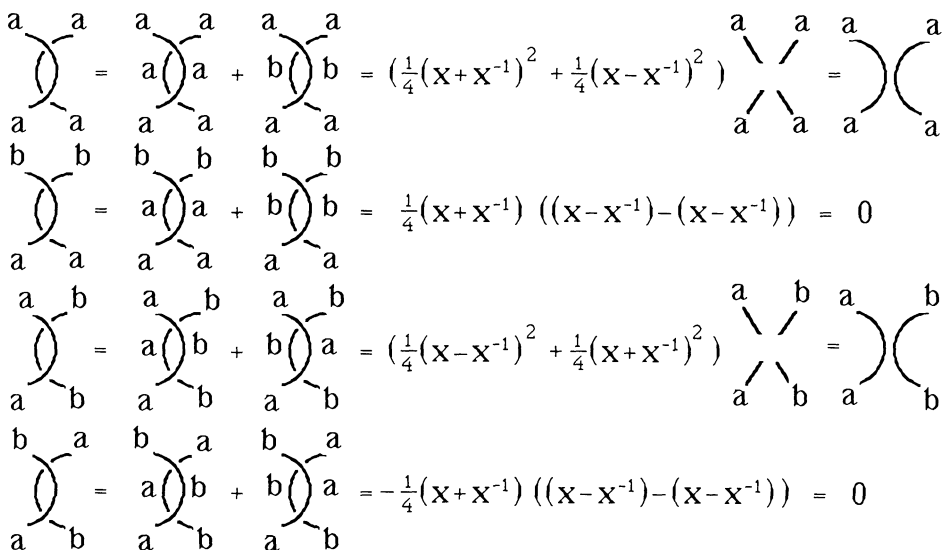 a a a a a a a a a a
= a a + b b = (¼(x+x⁻¹)² + ¼(x-x⁻¹)²) =
a a a a a a a a a a
b b b b b b
= a a + b b = ¼(x+x⁻¹) ((x-x⁻¹)-(x-x⁻¹)) = 0
a a a a a a
a b a b a b a b a b
= a b + b a = (¼(x-x⁻¹)² + ¼(x+x⁻¹)²) =
a b a b a b a b a b
b a b a b a
= a b + b a = -¼(x+x⁻¹) ((x-x⁻¹)-(x-x⁻¹)) = 0
a b a b a b